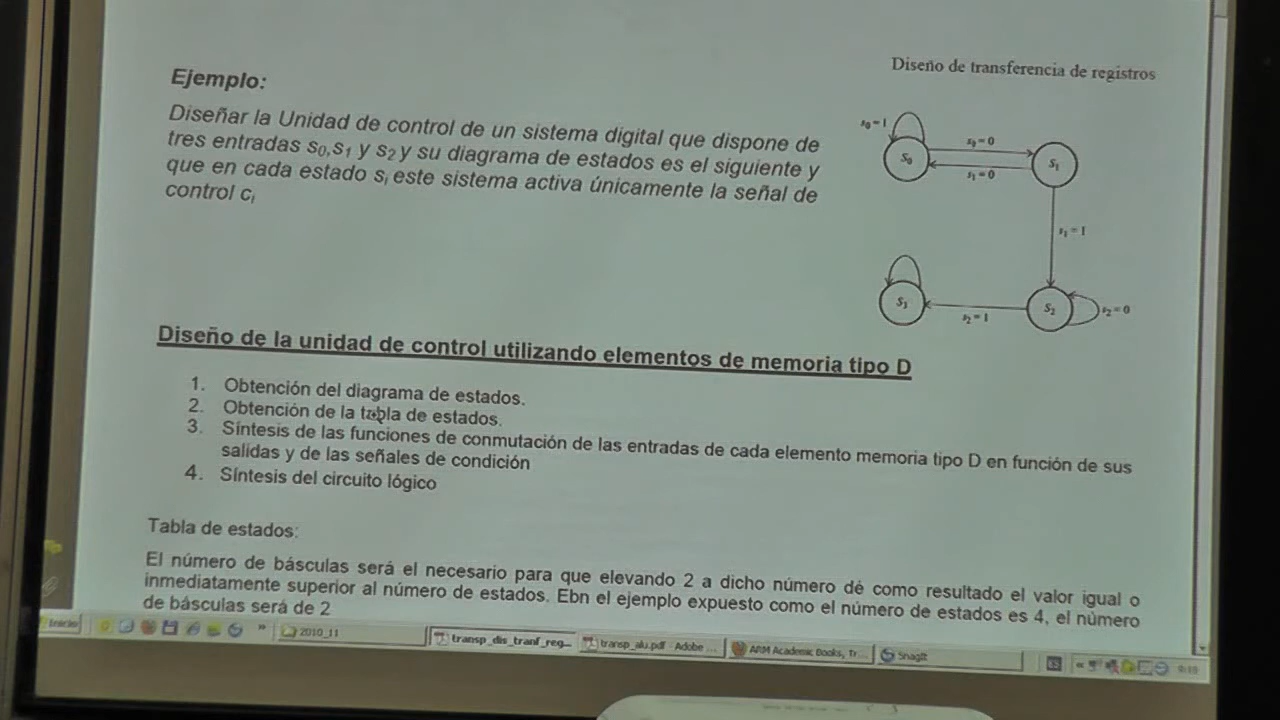 Diseño de transferencia de registros
Ejemplo:
Diseñar la Unidad de control de un sistema digital que dispone de
tres entradas s0,s1 y s2 y su diagrama de estados es el siguiente y
que en cada estado si este sistema activa únicamente la señal de
control ci
s0=1
S0
s0=0
s1=0
S1
s1=1
S3
s2=1
S2
s2=0
Diseño de la unidad de control utilizando elementos de memoria tipo D
1. Obtención del diagrama de estados.
2. Obtención de la tabla de estados.
3. Síntesis de las funciones de conmutación de las entradas de cada elemento memoria tipo D en función de sus
salidas y de las señales de condición
4. Síntesis del circuito lógico
Tabla de estados:
El número de básculas será el necesario para que elevando 2 a dicho número dé como resultado el valor igual o
inmediatamente superior al número de estados. Ebn el ejemplo expuesto como el número de estados es 4, el número
de básculas será de 2
Inicio
»
2010_11
transp_dis_tranf_reg...
transp_alu.pdf - Adobe ...
ARM Academic Books, Tr...
SnagIt
ES
«